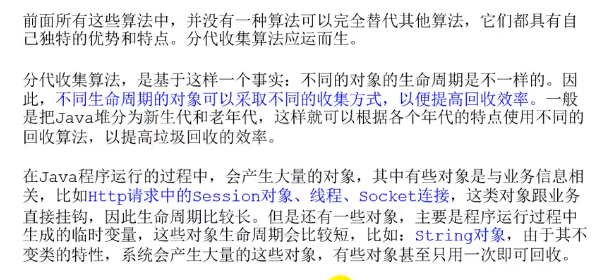 前面所有这些算法中，并没有一种算法可以完全替代其他算法，它们都具有自
己独特的优势和特点。分代收集算法应运而生。
分代收集算法，是基于这样一个事实：不同的对象的生命周期是不一样的。因
此，不同生命周期的对象可以采取不同的收集方式，以便提高回收效率。一般
是把Java堆分为新生代和老年代，这样就可以根据各个年代的特点使用不同的
回收算法，以提高垃圾回收的效率。
在Java程序运行的过程中，会产生大量的对象，其中有些对象是与业务信息相
关，比如Http请求中的Session对象、线程、Socket连接，这类对象跟业务
直接挂钩，因此生命周期比较长。但是还有一些对象，主要是程序运行过程中
生成的临时变量，这些对象生命周期会比较短，比如：String对象，由于其不
变类的特性，系统会产生大量的这些对象，有些对象甚至只用一次即可回收。